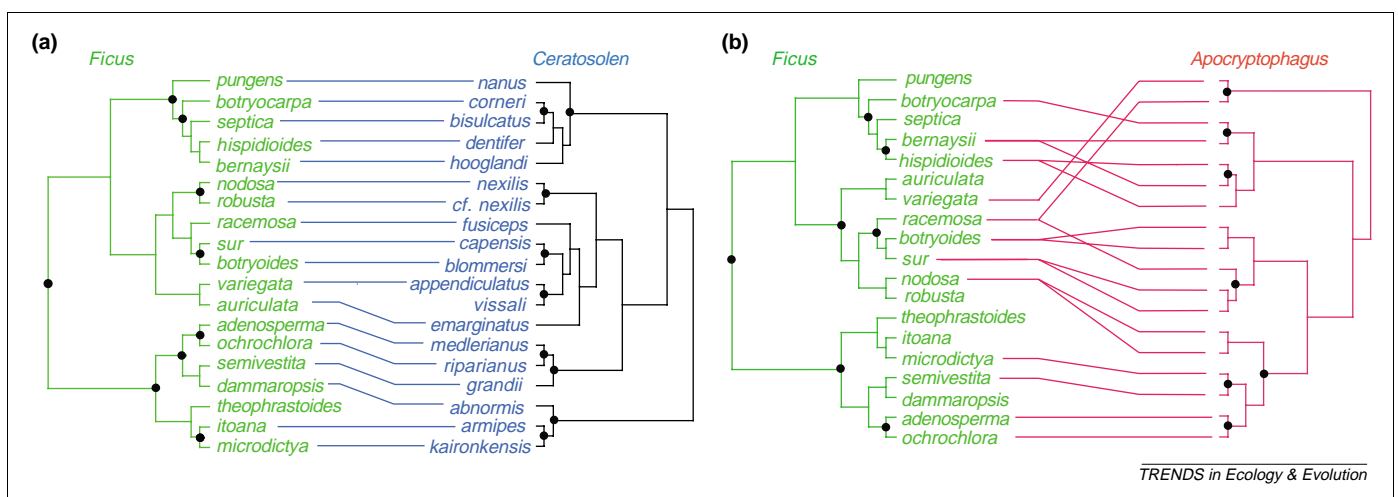 (a)
Ficus
Ceratosolen
pungens
nanus
botryocarpa
corneri
septica
bisulcatus
hispidioides
dentifer
bernaysii
hooglandi
nodosa
nexilis
robusta
cf. nexilis
racemosa
fusiceps
sur
capensis
botryoides
blommersi
variegata
appendiculatus
auriculata
vissali
emarginatus
adenosperma
medlerianus
ochrochlora
riparianus
semivestita
grandii
dammaropsis
abnormis
theophrastoides
itoana
armipes
microdictya
kaironkensis
(b)
Ficus
Apocryptophagus
pungens
botryocarpa
septica
bernaysii
hispidioides
auriculata
variegata
racemosa
botryoides
sur
nodosa
robusta
theophrastoides
itoana
microdictya
semivestita
dammaropsis
adenosperma
ochrochlora
TRENDS in Ecology & Evolution